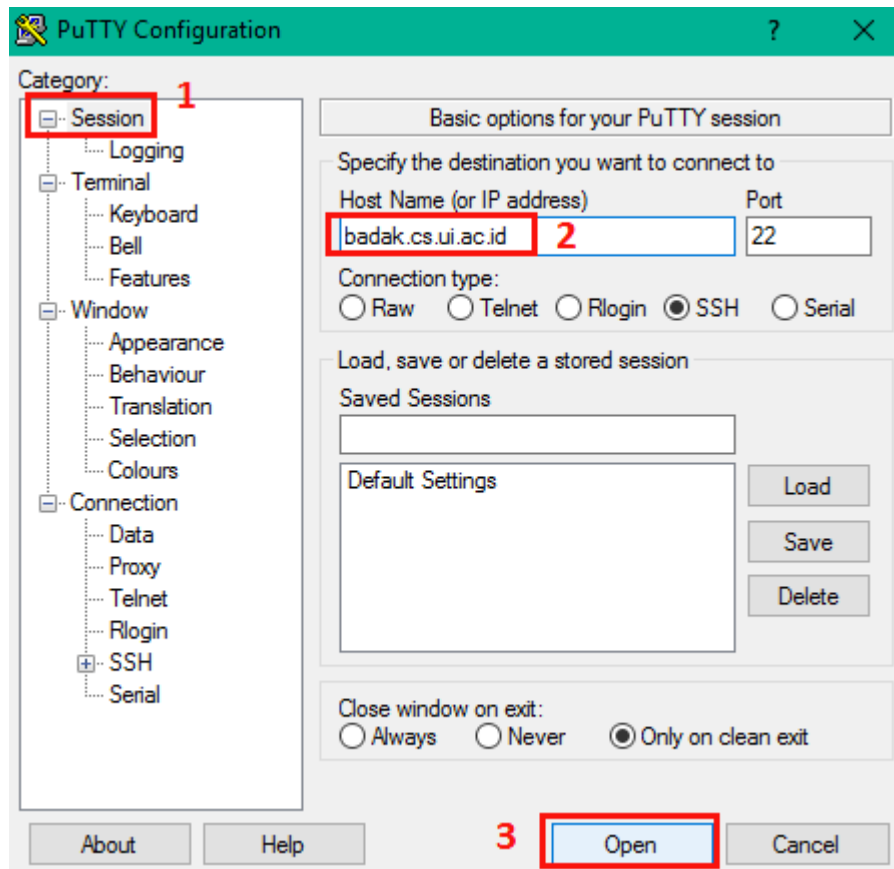 PuTTY Configuration
?
Category:
1
Session
Logging
Terminal
Keyboard
Bell
Features
Window
Appearance
Behaviour
Translation
Selection
Colours
Connection
Data
Proxy
Telnet
Rlogin
SSH
Serial
Basic options for your PuTTY session
Specify the destination you want to connect to
Host Name (or IP address) Port
badak.cs.ui.ac.id 2 22
Connection type:
Raw Telnet Rlogin SSH Serial
Load, save or delete a stored session
Saved Sessions
Default Settings
Load
Save
Delete
Close window on exit:
Always Never Only on clean exit
About Help 3 Open Cancel